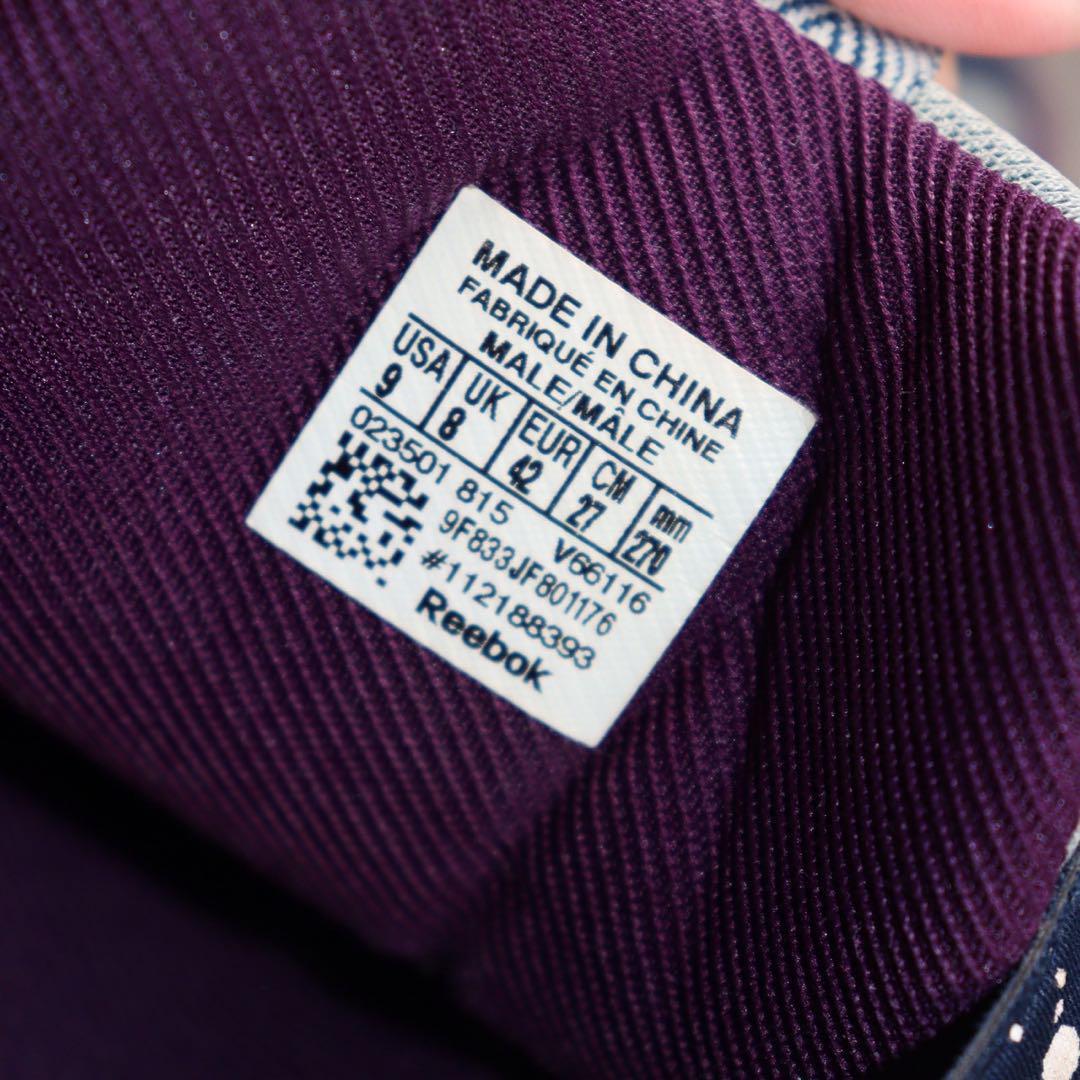 MADE IN CHINA
FABRIQUÉ EN CHINE
MALE/MÂLE
USA UK EUR CM mm
9 8 42 27 270
023501 815 V66116
9F833JF801176
#112188393
Reebok